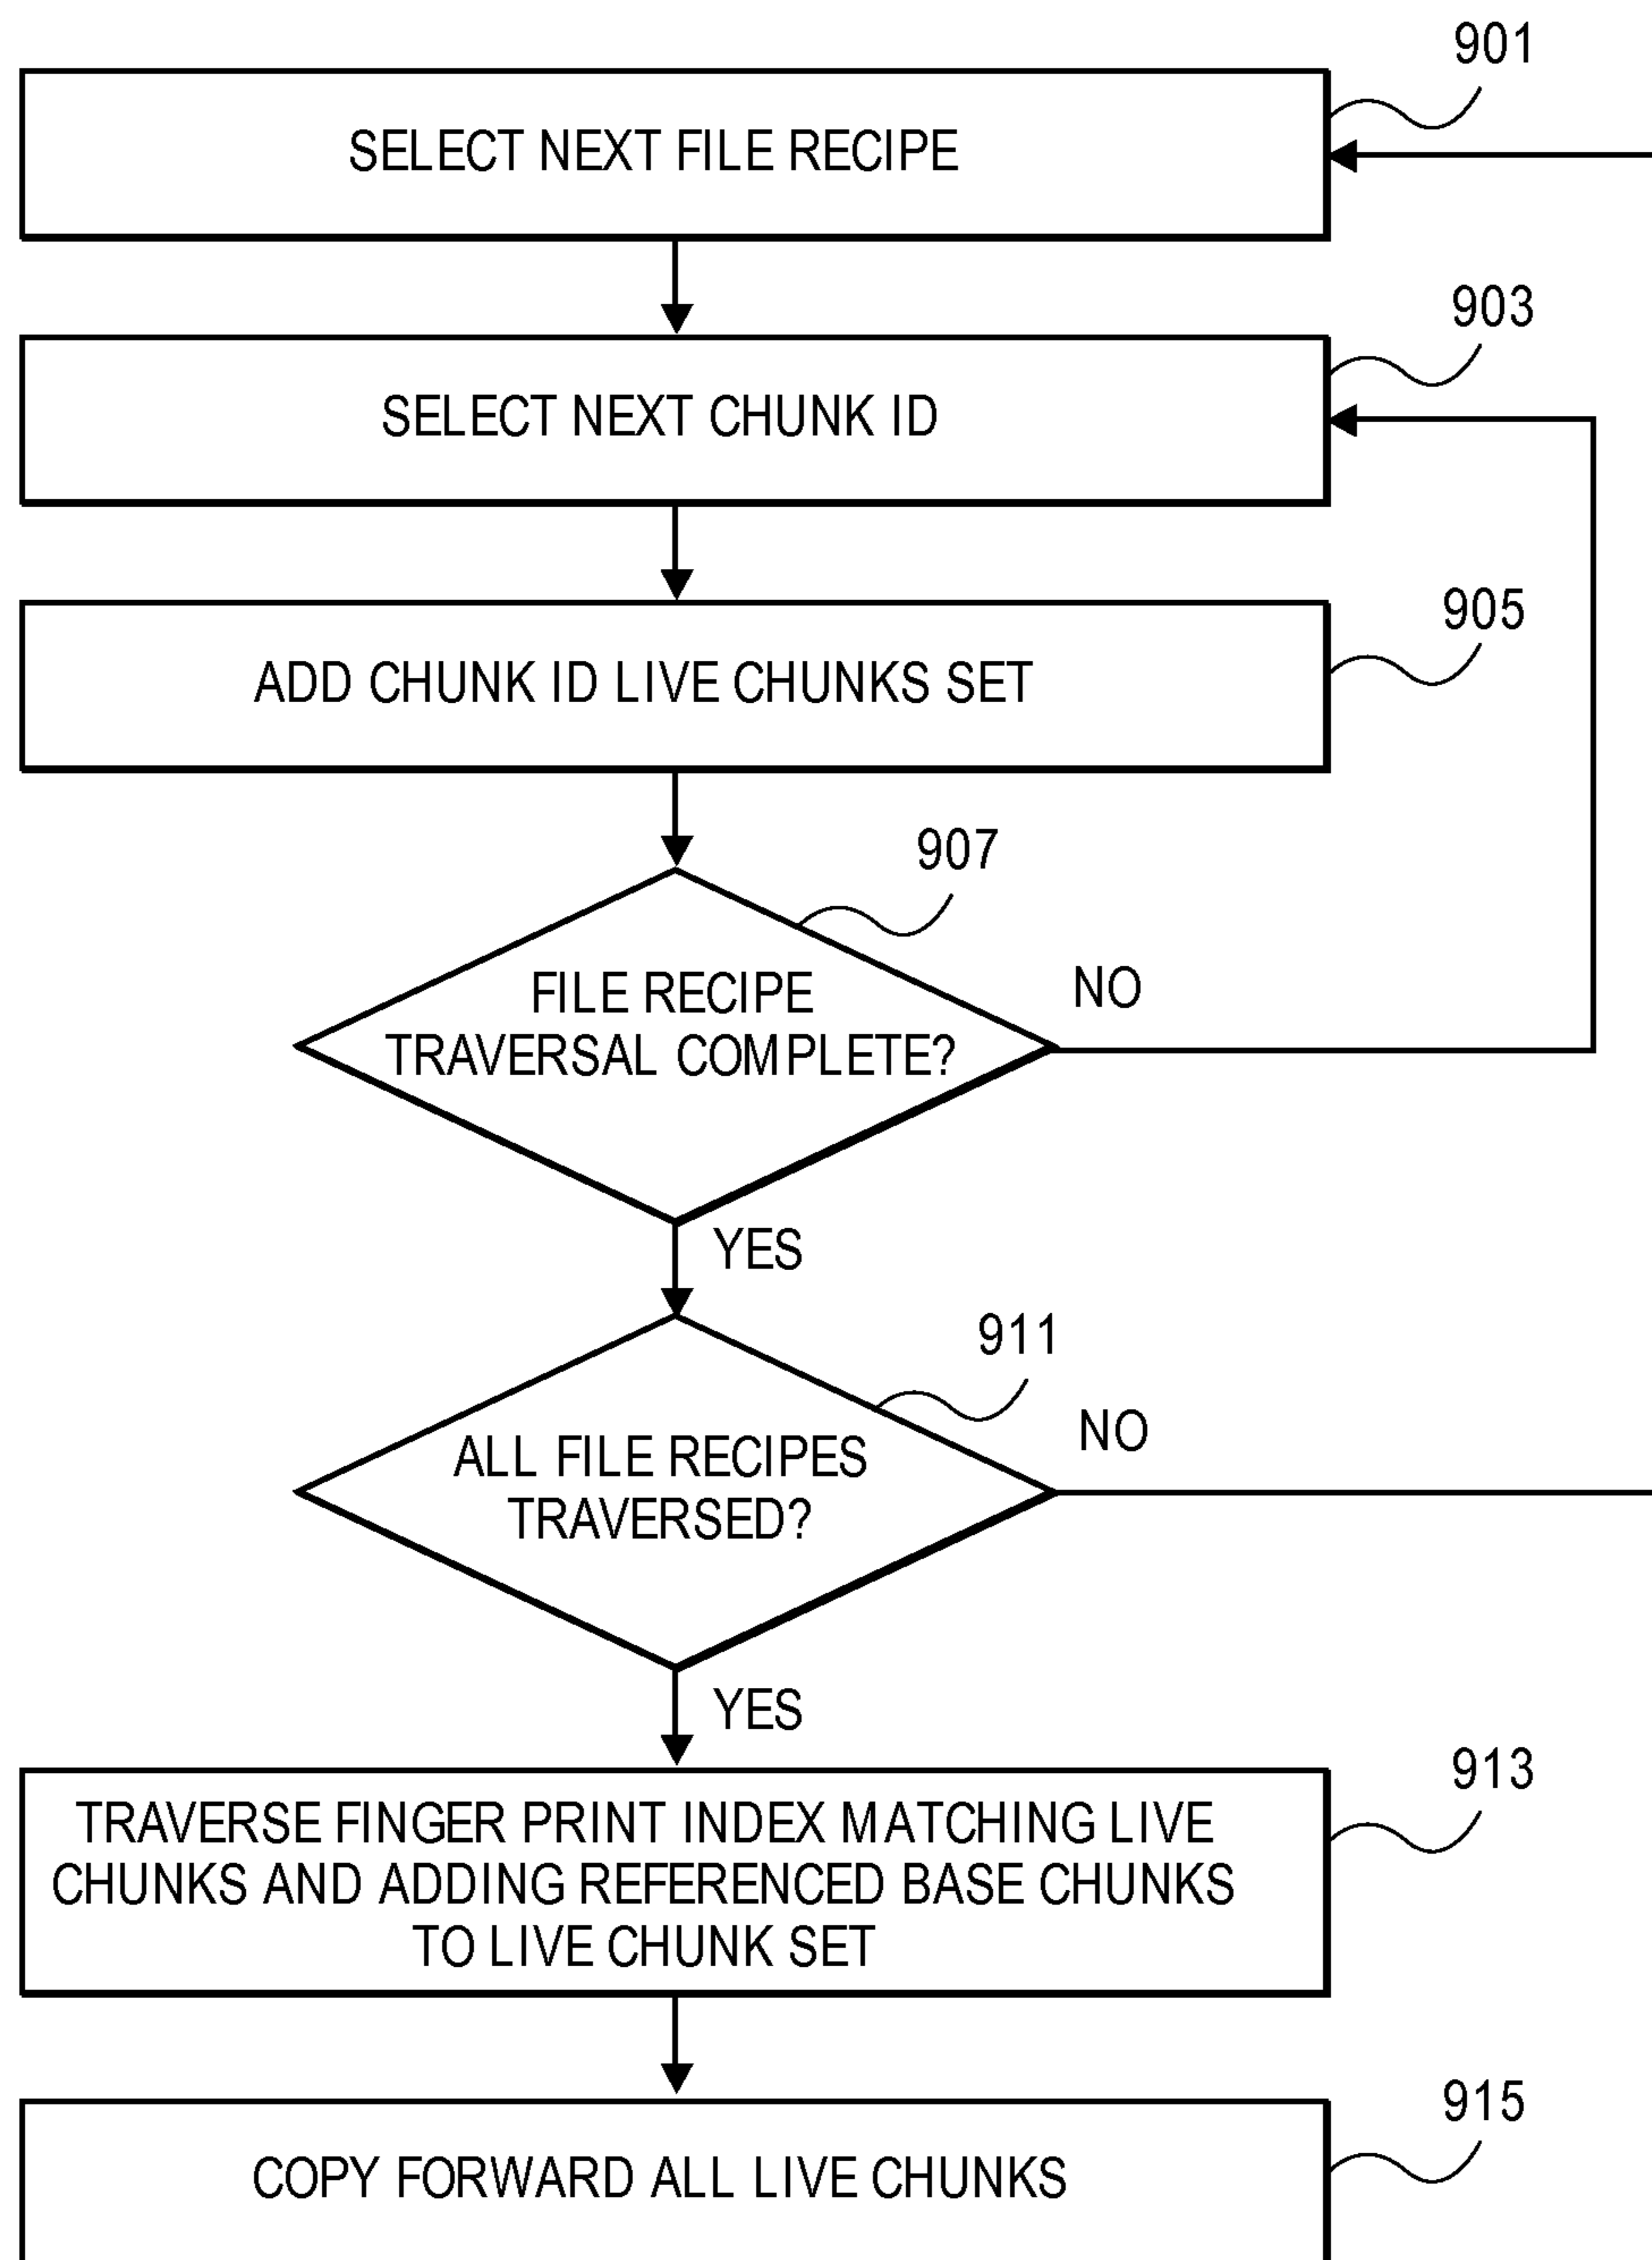 901
SELECT NEXT FILE RECIPE
903
SELECT NEXT CHUNK ID
905
ADD CHUNK ID LIVE CHUNKS SET
907
FILE RECIPE
TRAVERSAL COMPLETE?
NO
YES
911
ALL FILE RECIPES
TRAVERSED?
NO
YES
913
TRAVERSE FINGER PRINT INDEX MATCHING LIVE
CHUNKS AND ADDING REFERENCED BASE CHUNKS
TO LIVE CHUNK SET
915
COPY FORWARD ALL LIVE CHUNKS